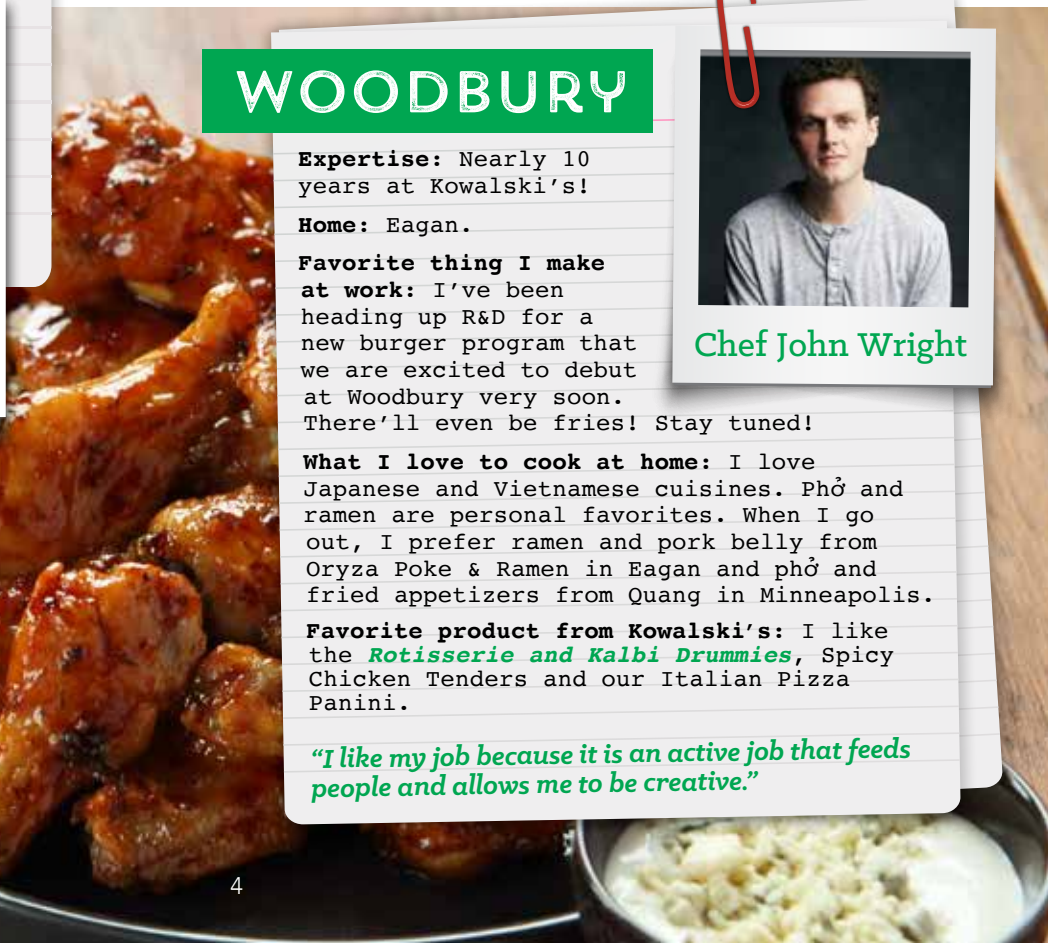 WOODBURY
Expertise: Nearly 10
years at Kowalski's!
Home: Eagan.
Favorite thing I make
at work: I've been
heading up R&D for a
new burger program that
we are excited to debut
at Woodbury very soon.
There'll even be fries! Stay tuned!
What I love to cook at home: I love
Japanese and Vietnamese cuisines. Phở and
ramen are personal favorites. When I go
out, I prefer ramen and pork belly from
Oryza Poke & Ramen in Eagan and phở and
fried appetizers from Quang in Minneapolis.
Favorite product from Kowalski's: I like
the Rotisserie and Kalbi Drummies, Spicy
Chicken Tenders and our Italian Pizza
Panini.
“I like my job because it is an active job that feeds
people and allows me to be creative.”
Chef John Wright
4